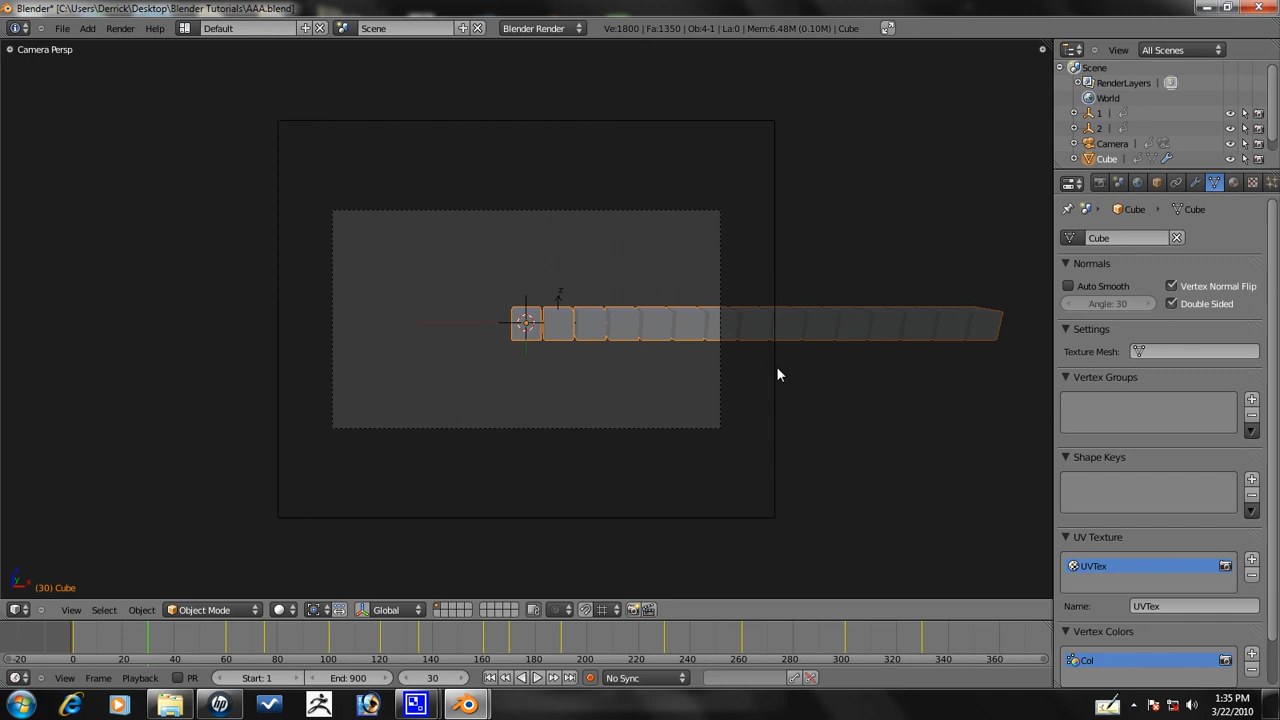 Blender* [C:\Users\Derrick\Desktop\Blender Tutorials\AAA.blend]
File Add Render Help Default Scene Blender Render Ve:1800 | Fa:1350 | Ob:4-1 | La:0 | Mem:6.48M (0.10M) | Cube
Camera Persp
View All Scenes
Scene
RenderLayers
World
1
2
Camera
Cube
Cube Cube
Cube
Normals
Auto Smooth Vertex Normal Flip
Angle: 30 Double Sided
Settings
Texture Mesh:
Vertex Groups
Shape Keys
UV Texture
UVTex
Name: UVTex
Vertex Colors
Col
z
y x
(30) Cube
View Select Object Object Mode Global
-20 0 20 40 60 80 100 120 140 160 180 200 220 240 260 280 300 320 340 360
View Frame Playback PR Start: 1 End: 900 30 No Sync
1:35 PM
3/22/2010